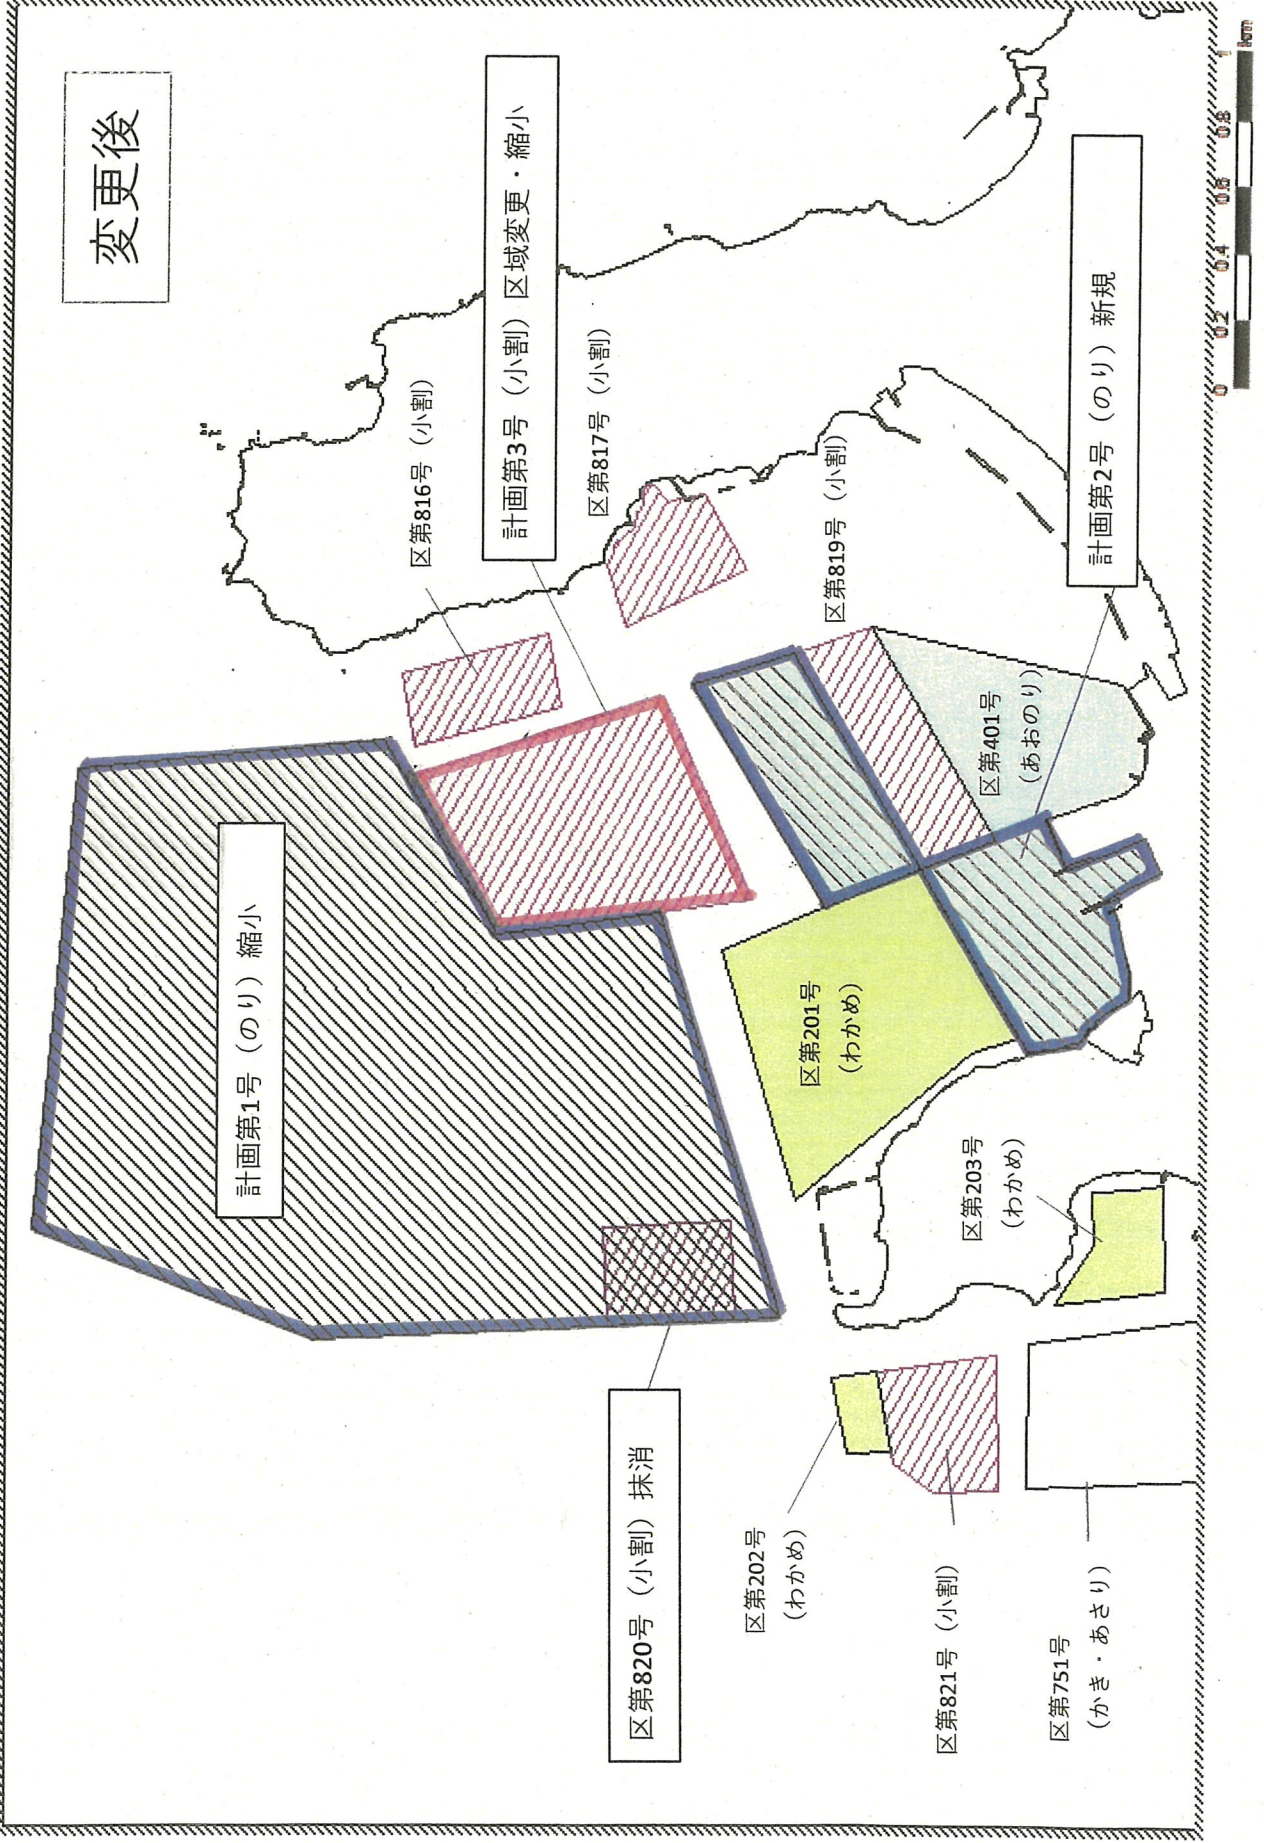 変更後
計画第3号（小割）区域変更・縮小
区第816号（小割）
区第817号（小割）
計画第1号（のり）縮小
区第819号（小割）
計画第2号（のり）新規
区第401号
（あおのり）
区第201号
（わかめ）
区第203号
（わかめ）
区第820号（小割）抹消
区第202号
（わかめ）
区第821号（小割）
区第751号
（かき・あさり）
0 0.2 0.4 0.6 0.8 1
km